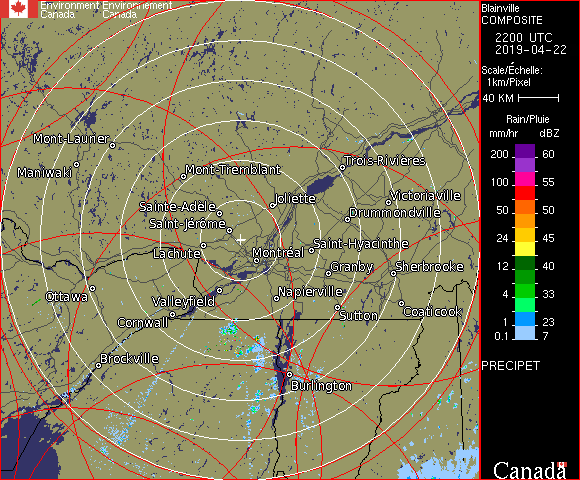 Environment Environnement
Canada Canada
Blainville
COMPOSITE
2200 UTC
2019-04-22
Scale/Échelle:
1km/Pixel
40 KM
Rain/Pluie
mm/hr dBZ
200 60
150 57
100 55
50 50
24 45
12 40
4 33
1 23
0.1 7
PRECIPET
Canada
Mont-Laurier
Maniwaki
Mont-Tremblant
Trois-Rivières
Sainte-Adèle
Joliette
Victoriaville
Saint-Jérôme
Drummondville
Lachute
Montréal
Saint-Hyacinthe
Granby
Sherbrooke
Ottawa
Valleyfield
Napierville
Cornwall
Sutton
Coaticook
Brockville
Burlington